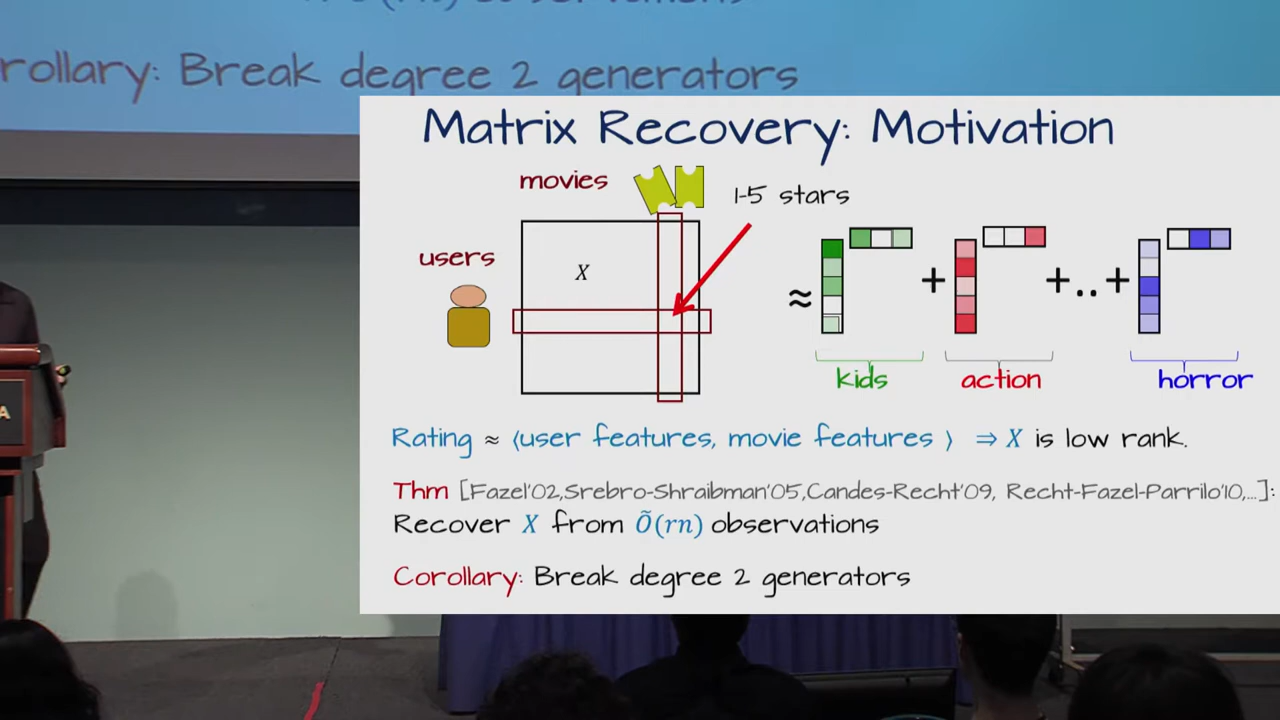 rollary: Break degree 2 generators
Matrix Recovery: Motivation
movies
1-5 stars
users
X
≈
+
+..+
kids
action
horror
Rating ≈ ⟨user features, movie features ⟩ ⇒ X is low rank.
Thm [Fazel'02,Srebro-Shraibman'05,Candes-Recht'09, Recht-Fazel-Parrilo'10,...]:
Recover X from Õ(rn) observations
Corollary: Break degree 2 generators
A